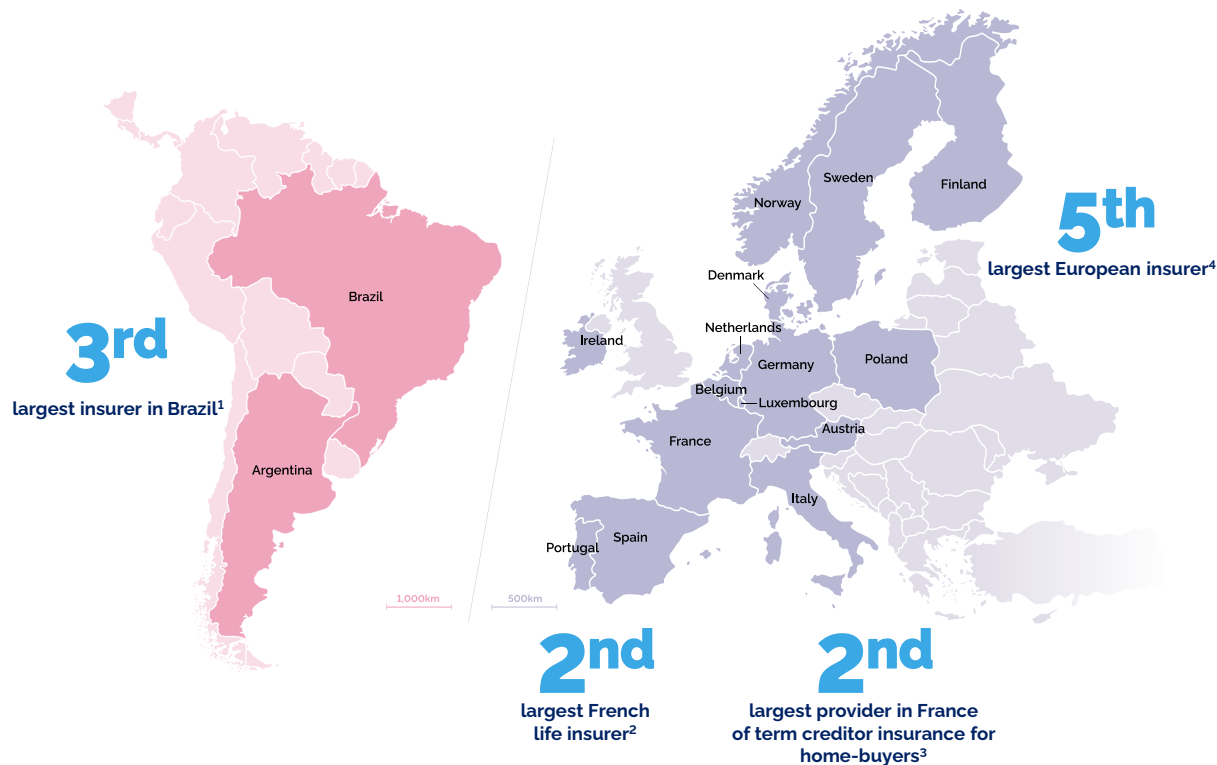 Sweden
Finland
Norway
5th
largest European insurer⁴
Denmark
Brazil
3rd
largest insurer in Brazil¹
Netherlands
Ireland
Germany
Poland
Belgium
Luxembourg
Austria
France
Argentina
Italy
Portugal
Spain
1,000km
500km
2nd
largest French
life insurer²
2nd
largest provider in France
of term creditor insurance for
home-buyers³